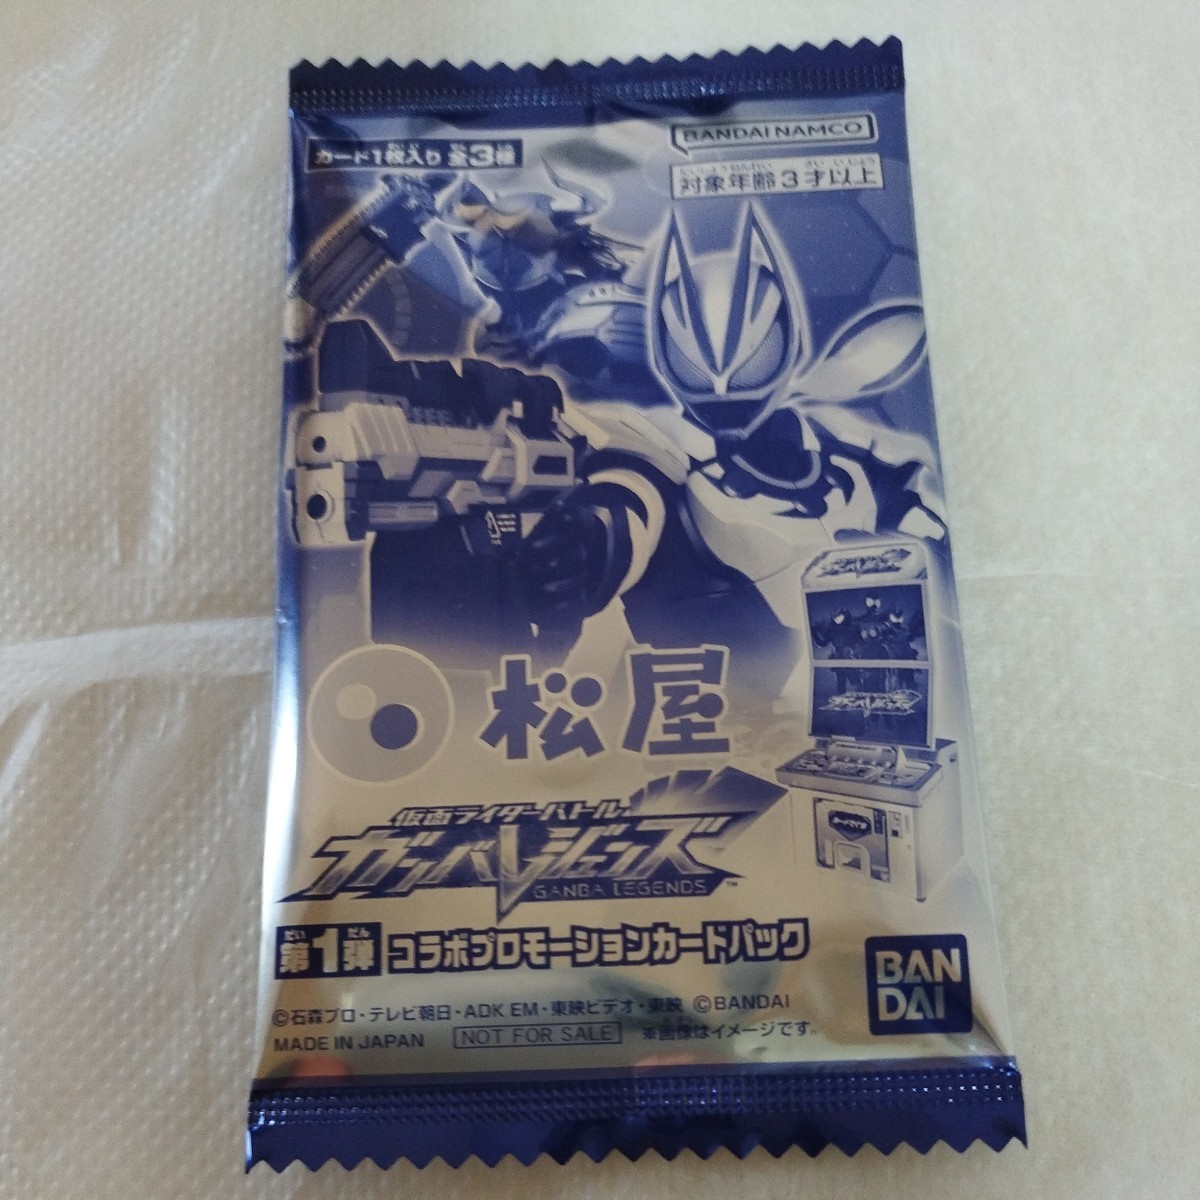 カード1枚入り 全3種
BANDAI NAMCO
対象年齢3才以上
松屋
仮面ライダーバトル
ガンバレジェンズ
GANBA LEGENDS
™
第1弾 コラボプロモーションカードパック
BAN
DAI
©石森プロ・テレビ朝日・ADK EM・東映ビデオ・東映 ©BANDAI
MADE IN JAPAN NOT FOR SALE ※画像はイメージです。